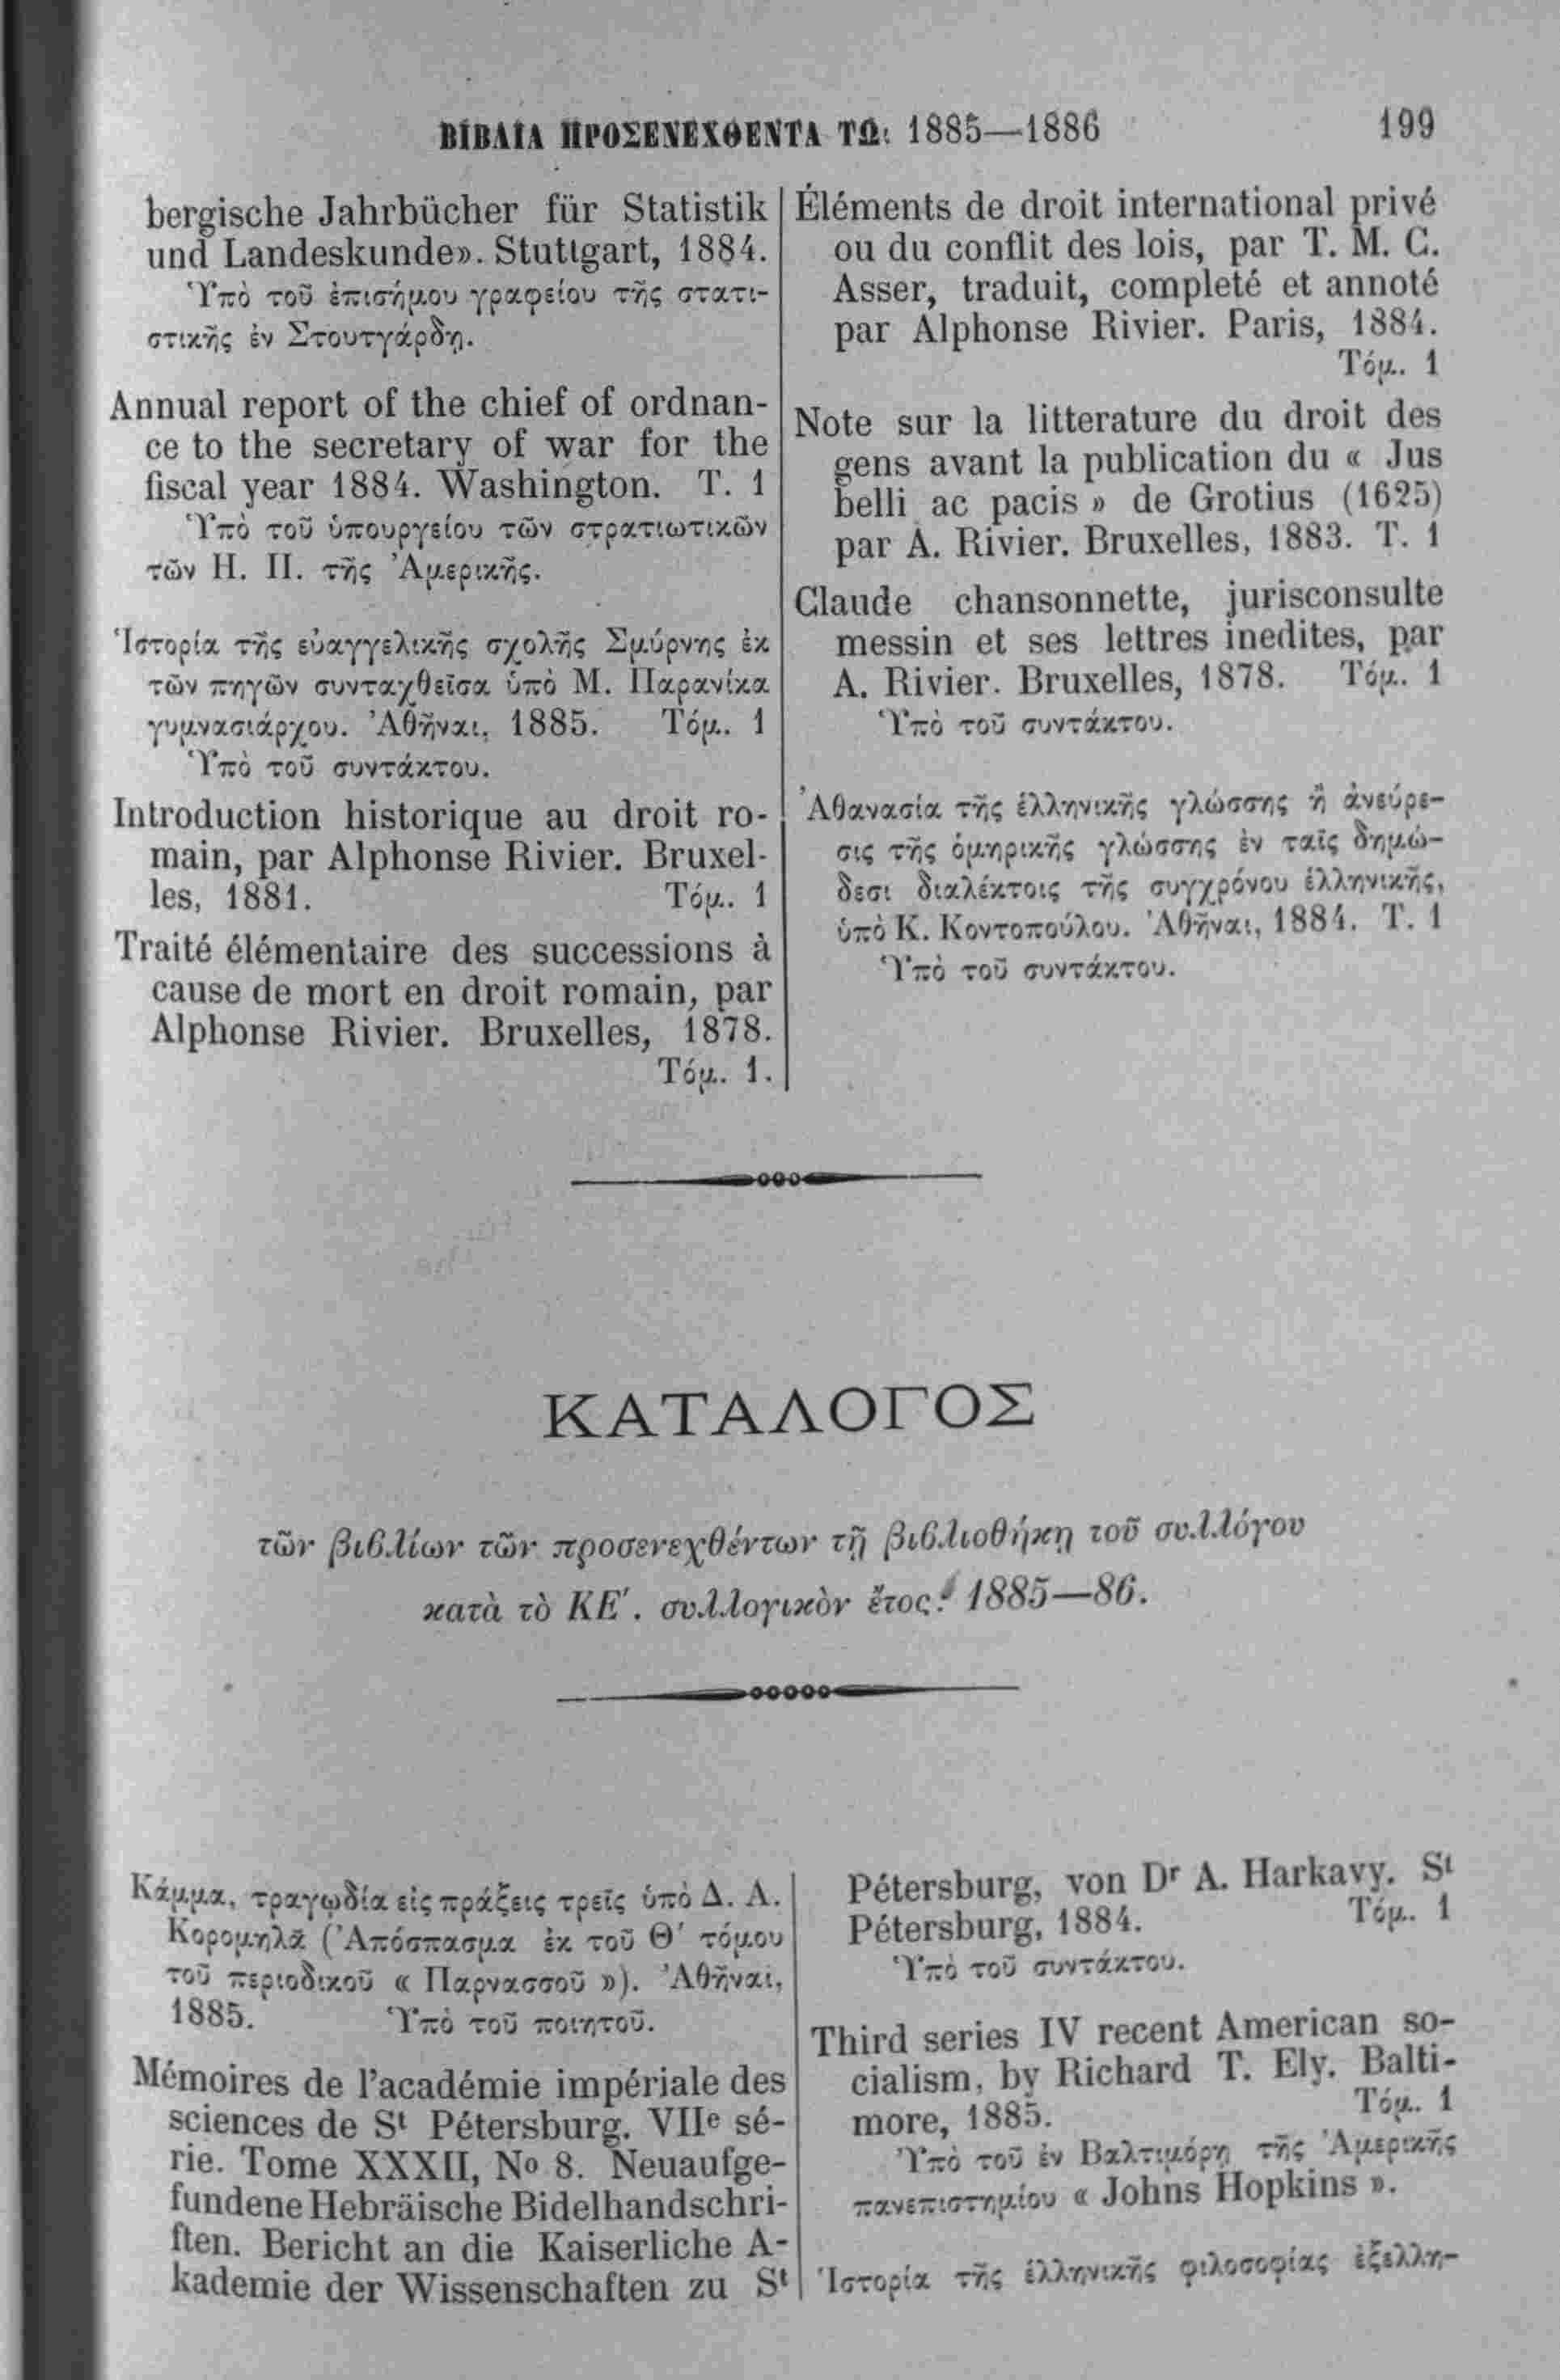 ΒΙΒΛΙΑ ΠΡΟΣΕΝΕΧΘΕΝΤΑ ΤΩι 1885—1886 199
bergische Jahrbücher für Statistik
und Landeskunde». Stuttgart, 1884.
Ὑπὸ τοῦ ἐπισήμου γραφείου τῆς στατι-
στικῆς ἐν Στουτγάρδῃ.
Annual report of the chief of ordnan-
ce to the secretary of war for the
fiscal year 1884. Washington. T. 1
Ὑπὸ τοῦ ὑπουργείου τῶν στρατιωτικῶν
τῶν Η. Π. τῆς Ἀμερικῆς.
Ἱστορία τῆς εὐαγγελικῆς σχολῆς Σμύρνης ἐκ
τῶν πηγῶν συνταχθεῖσα ὑπὸ Μ. Παρανίκα
γυμνασιάρχου. Ἀθῆναι, 1885. Τόμ. 1
Ὑπὸ τοῦ συντάκτου.
Introduction historique au droit ro-
main, par Alphonse Rivier. Bruxel-
les, 1881. Τόμ. 1
Traité élémentaire des successions à
cause de mort en droit romain, par
Alphonse Rivier. Bruxelles, 1878.
Τόμ. 1.
Éléments de droit international privé
ou du conflit des lois, par T. M. C.
Asser, traduit, completé et annoté
par Alphonse Rivier. Paris, 1884.
Τόμ. 1
Note sur la litterature du droit des
gens avant la publication du « Jus
belli ac pacis » de Grotius (1625)
par A. Rivier. Bruxelles, 1883. T. 1
Claude chansonnette, jurisconsulte
messin et ses lettres inedites, par
A. Rivier. Bruxelles, 1878. Τόμ. 1
Ὑπὸ τοῦ συντάκτου.
Ἀθανασία τῆς ἑλληνικῆς γλώσσης ἢ ἀνεύρε-
σις τῆς ὁμηρικῆς γλώσσης ἐν ταῖς δημώ-
δεσι διαλέκτοις τῆς συγχρόνου ἑλληνικῆς,
ὑπὸ Κ. Κοντοπούλου. Ἀθῆναι, 1884. Τ. 1
Ὑπὸ τοῦ συντάκτου.
ΚΑΤΑΛΟΓΟΣ
τῶν βιβλίων τῶν προσενεχθέντων τῇ βιβλιοθήκῃ τοῦ συλλόγου
κατὰ τὸ ΚΕ΄. συλλογικὸν ἔτος 1885—86.
Κάμμα, τραγῳδία εἰς πράξεις τρεῖς ὑπὸ Δ. Α.
Κορομηλᾶ (Ἀπόσπασμα ἐκ τοῦ Θ΄ τόμου
τοῦ περιοδικοῦ « Παρνασσοῦ »). Ἀθῆναι,
1885. Ὑπὸ τοῦ ποιητοῦ.
Mémoires de l'académie impériale des
sciences de St Pétersburg. VIIe sé-
rie. Tome XXXII, No 8. Neuaufge-
fundene Hebräische Bidelhandschri-
ften. Bericht an die Kaiserliche A-
kademie der Wissenschaften zu St
Pétersburg, von Dr A. Harkavy. St
Pétersburg, 1884. Τόμ. 1
Ὑπὸ τοῦ συντάκτου.
Third series IV recent American so-
cialism, by Richard T. Ely. Balti-
more, 1885. Τόμ. 1
Ὑπὸ τοῦ ἐν Βαλτιμόρῃ τῆς Ἀμερικῆς
πανεπιστημίου « Johns Hopkins ».
Ἱστορία τῆς ἑλληνικῆς φιλοσοφίας ἐξελλη-